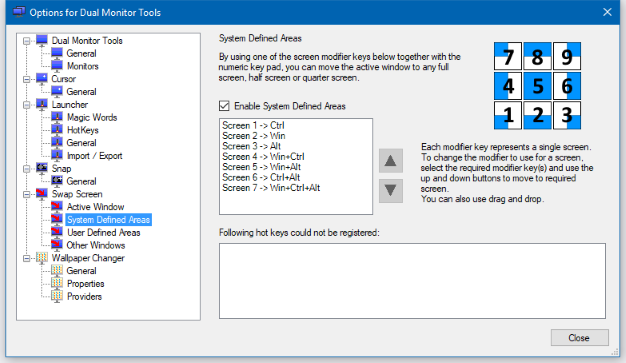 Options for Dual Monitor Tools
Dual Monitor Tools
General
Monitors
Cursor
General
Launcher
Magic Words
HotKeys
General
Import / Export
Snap
General
Swap Screen
Active Window
System Defined Areas
User Defined Areas
Other Windows
Wallpaper Changer
General
Properties
Providers
System Defined Areas
By using one of the screen modifier keys below together with the
numeric key pad, you can move the active window to any full
screen, half screen or quarter screen.
7 8 9
4 5 6
1 2 3
Enable System Defined Areas
Screen 1 -> Ctrl
Screen 2 -> Win
Screen 3 -> Alt
Screen 4 -> Win+Ctrl
Screen 5 -> Win+Alt
Screen 6 -> Ctrl+Alt
Screen 7 -> Win+Ctrl+Alt
Each modifier key represents a single screen.
To change the modifier to use for a screen,
select the required modifier key(s) and use the
up and down buttons to move to required
screen.
You can also use drag and drop.
Following hot keys could not be registered:
Close